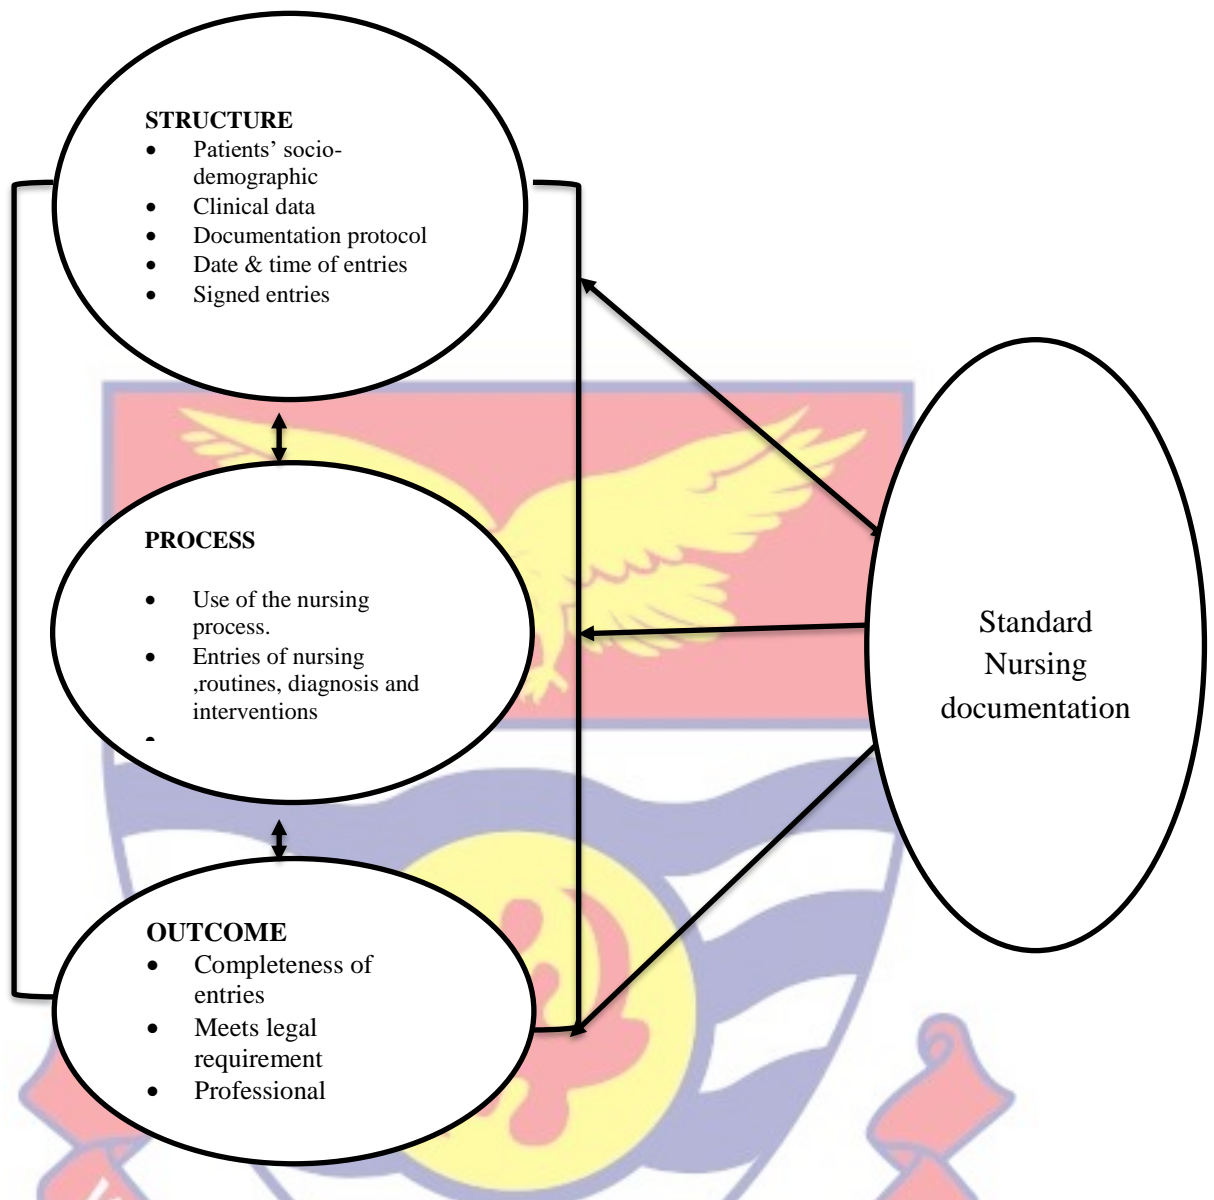 STRUCTURE
• Patients’ socio-
demographic
• Clinical data
• Documentation protocol
• Date & time of entries
• Signed entries
PROCESS
• Use of the nursing
process.
• Entries of nursing
,routines, diagnosis and
interventions
•
OUTCOME
• Completeness of
entries
• Meets legal
requirement
• Professional
Standard
Nursing
documentation